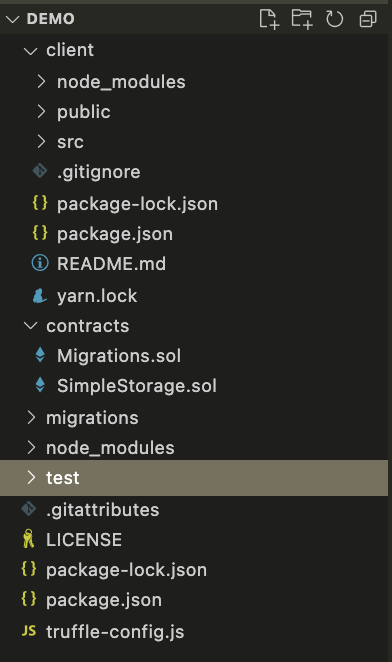 DEMO
client
node_modules
public
src
.gitignore
package-lock.json
package.json
README.md
yarn.lock
contracts
Migrations.sol
SimpleStorage.sol
migrations
node_modules
test
.gitattributes
LICENSE
{} package-lock.json
{} package.json
JS truffle-config.js